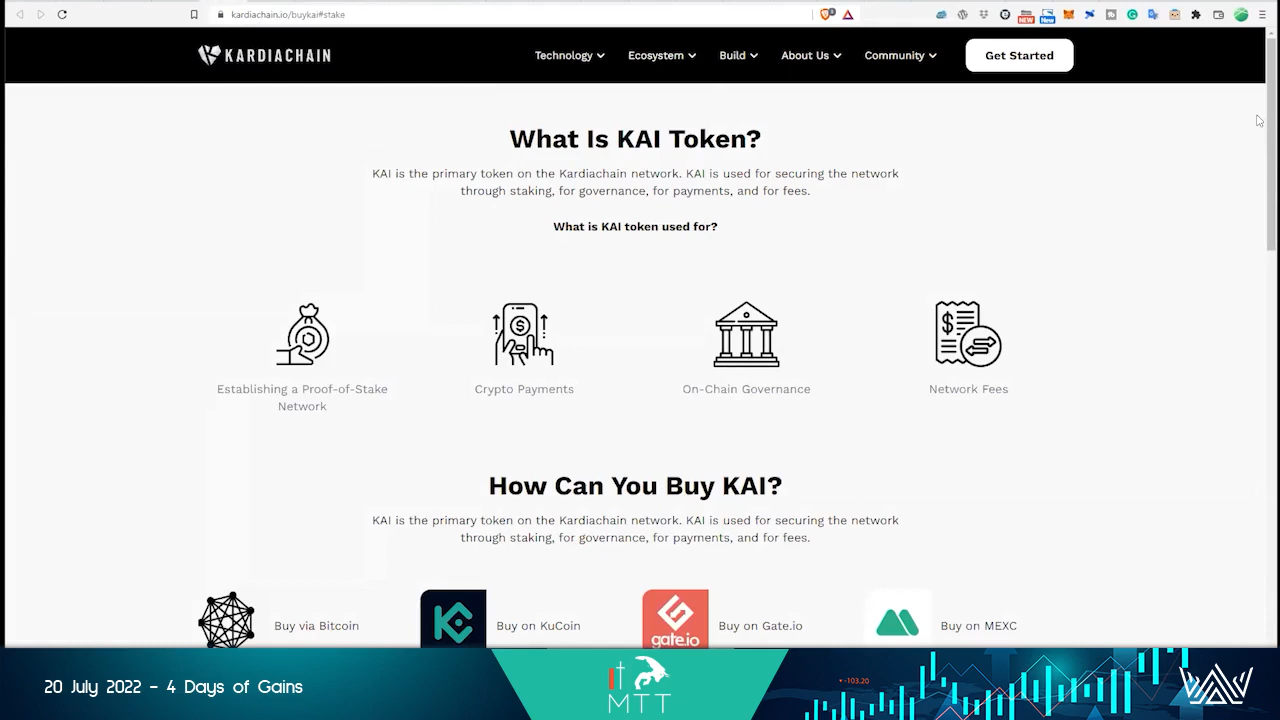 kardiachain.io/buykai#stake
NEW
New
KARDIACHAIN
Technology
Ecosystem
Build
About Us
Community
Get Started
What Is KAI Token?
KAI is the primary token on the Kardiachain network. KAI is used for securing the network
through staking, for governance, for payments, and for fees.
What is KAI token used for?
Establishing a Proof-of-Stake
Network
Crypto Payments
On-Chain Governance
Network Fees
How Can You Buy KAI?
KAI is the primary token on the Kardiachain network. KAI is used for securing the network
through staking, for governance, for payments, and for fees.
Buy via Bitcoin
Buy on KuCoin
gate.io
Buy on Gate.io
Buy on MEXC
20 July 2022 - 4 Days of Gains
MTT
-103.20